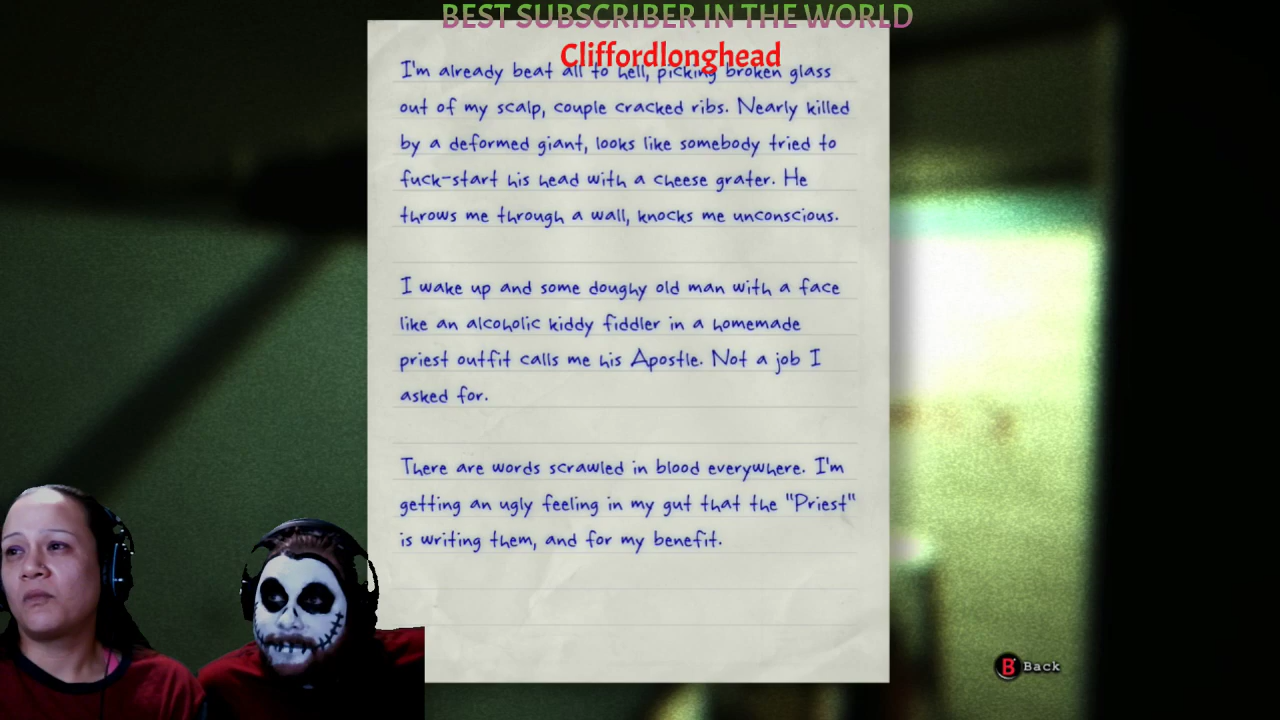 BEST SUBSCRIBER IN THE WORLD
Cliffordlonghead
I'm already beat all to hell, picking broken glass
out of my scalp, couple cracked ribs. Nearly killed
by a deformed giant, looks like somebody tried to
fuck-start his head with a cheese grater. He
throws me through a wall, knocks me unconscious.
I wake up and some doughy old man with a face
like an alcoholic kiddy fiddler in a homemade
priest outfit calls me his Apostle. Not a job I
asked for.
There are words scrawled in blood everywhere. I'm
getting an ugly feeling in my gut that the "Priest"
is writing them, and for my benefit.
B Back